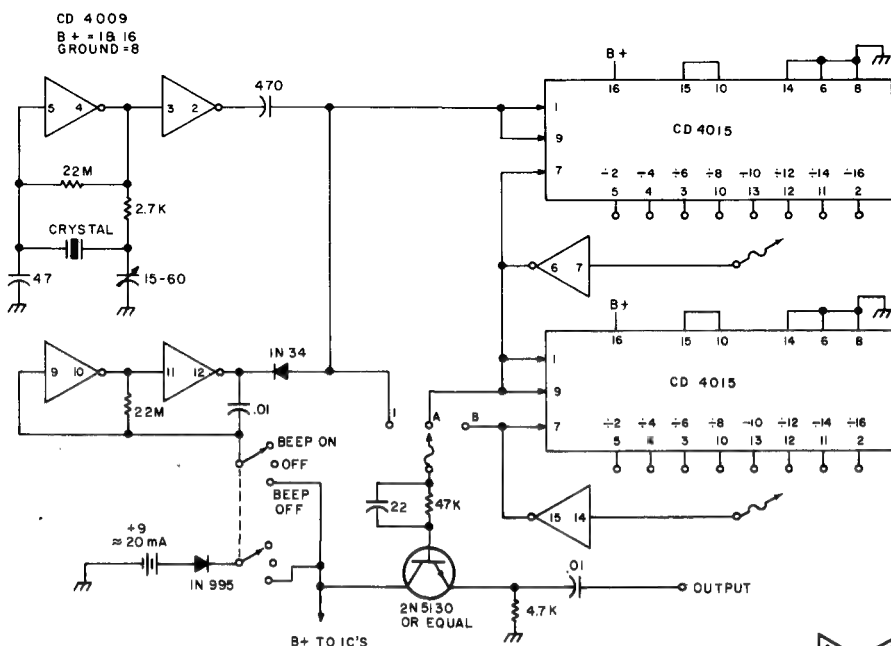 CD 4009
B+ = 1 & 16
GROUND = 8
5 4
3 2
470
22M
2.7K
CRYSTAL
47
15-60
B+
16 15 10 14 6 8
1
9
7
CD 4015
÷2 ÷4 ÷6 ÷8 ÷10 ÷12 ÷14 ÷16
5 4 3 10 13 12 11 2
6 7
9 10
11 12
1N 34
22M
.01
BEEP ON
OFF
BEEP
OFF
+9
≈ 20 mA
1N 995
1
A
B
22
47K
2N5130
OR EQUAL
4.7K
.01
OUTPUT
B+ TO IC'S
B+
16 15 10 14 6 8
1
9
7
CD 4015
÷2 ÷4 ÷6 ÷8 -10 ÷12 ÷14 ÷16
5 3 10 13 12 11 2
15 14